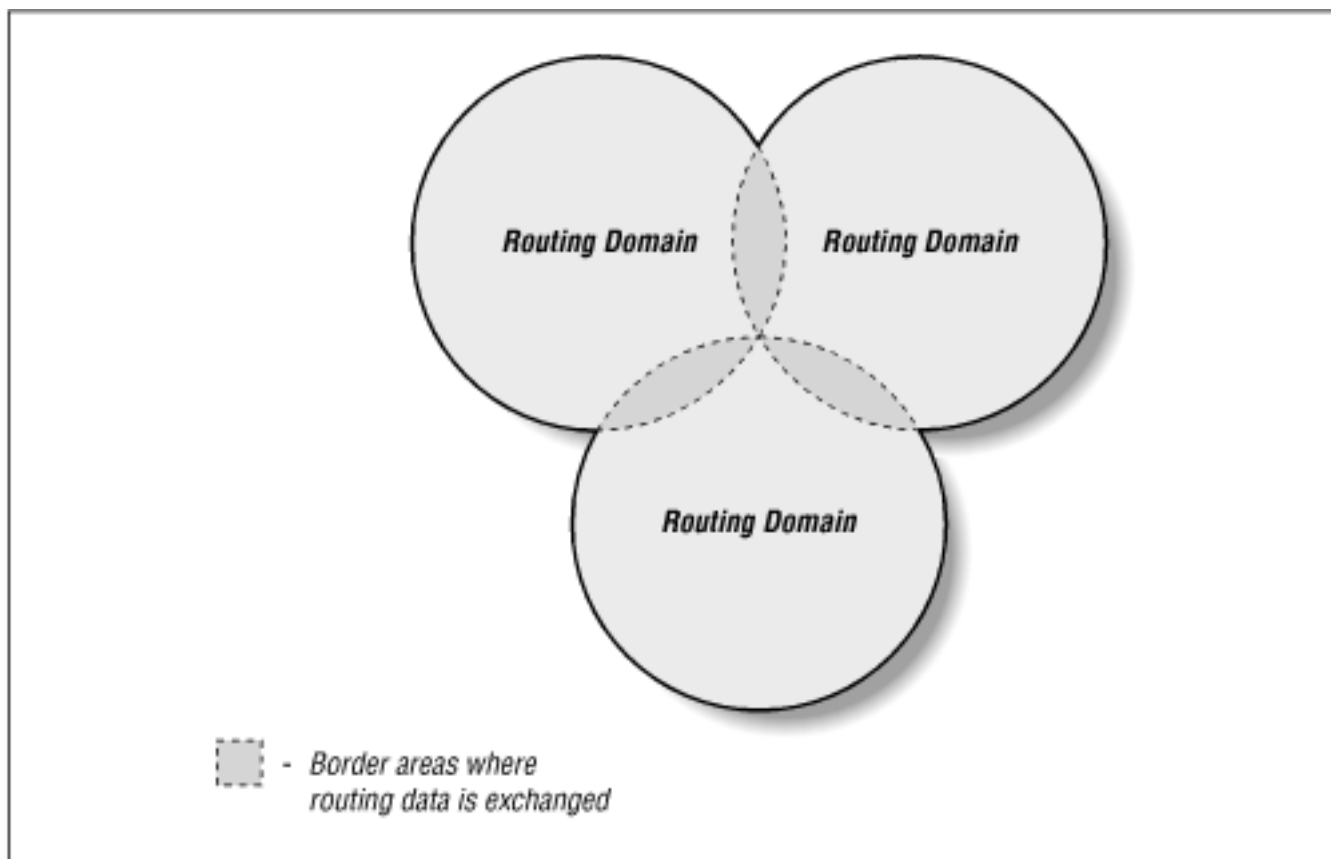 Routing Domain
Routing Domain
Routing Domain
- Border areas where
routing data is exchanged